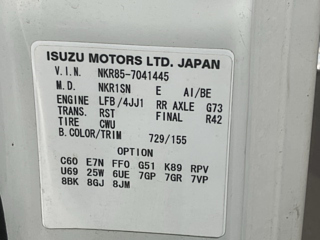 ISUZU MOTORS LTD. JAPAN
V.I.N. NKR85-7041445
M.D. NKR1SN E AI/BE
ENGINE LFB/4JJ1 RR AXLE G73
TRANS. RST FINAL R42
TIRE CWU
B.COLOR/TRIM 729/155
OPTION
C60 E7N FF0 G51 K89 RPV
U69 25W 6UE 7GP 7GR 7VP
8BK 8GJ 8JM